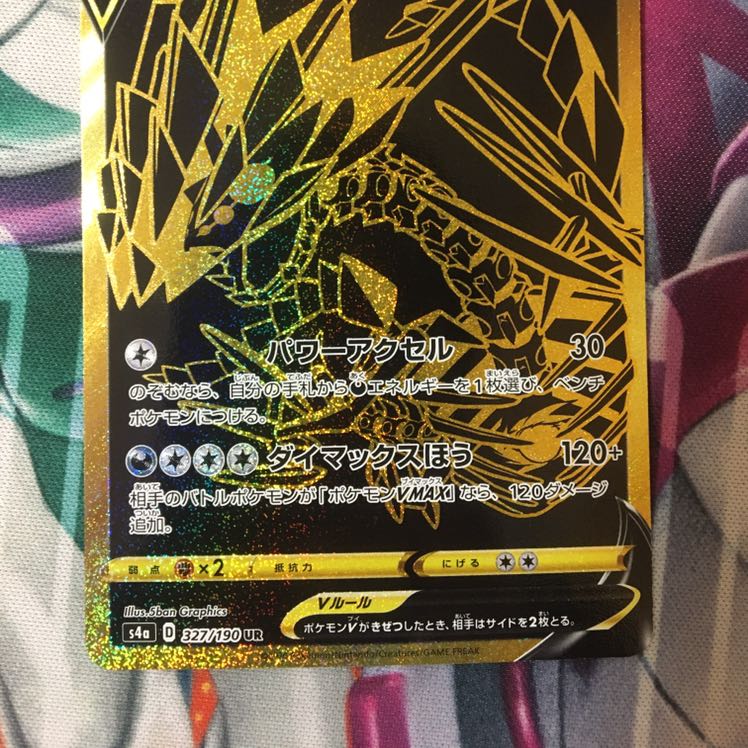 パワーアクセル 30
のぞむなら、自分の手札からエネルギーを1枚選び、ベンチ
ポケモンにつける。
ダイマックスほう 120+
相手のバトルポケモンが「ポケモンVMAX」なら、120ダメージ
追加。
弱点 ×2 抵抗力 にげる
Illus.5ban Graphics
Vルール
s4a D 327/190 UR
ポケモンVがきぜつしたとき、相手はサイドを2枚とる。
Nintendo/Creatures/GAME FREAK